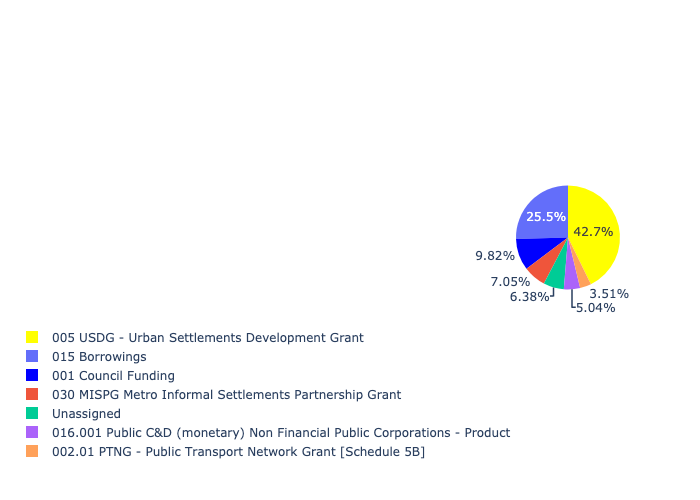 25.5%
42.7%
9.82%
7.05%
6.38%
3.51%
5.04%
005 USDG - Urban Settlements Development Grant
015 Borrowings
001 Council Funding
030 MISPG Metro Informal Settlements Partnership Grant
Unassigned
016.001 Public C&D (monetary) Non Financial Public Corporations - Product
002.01 PTNG - Public Transport Network Grant [Schedule 5B]